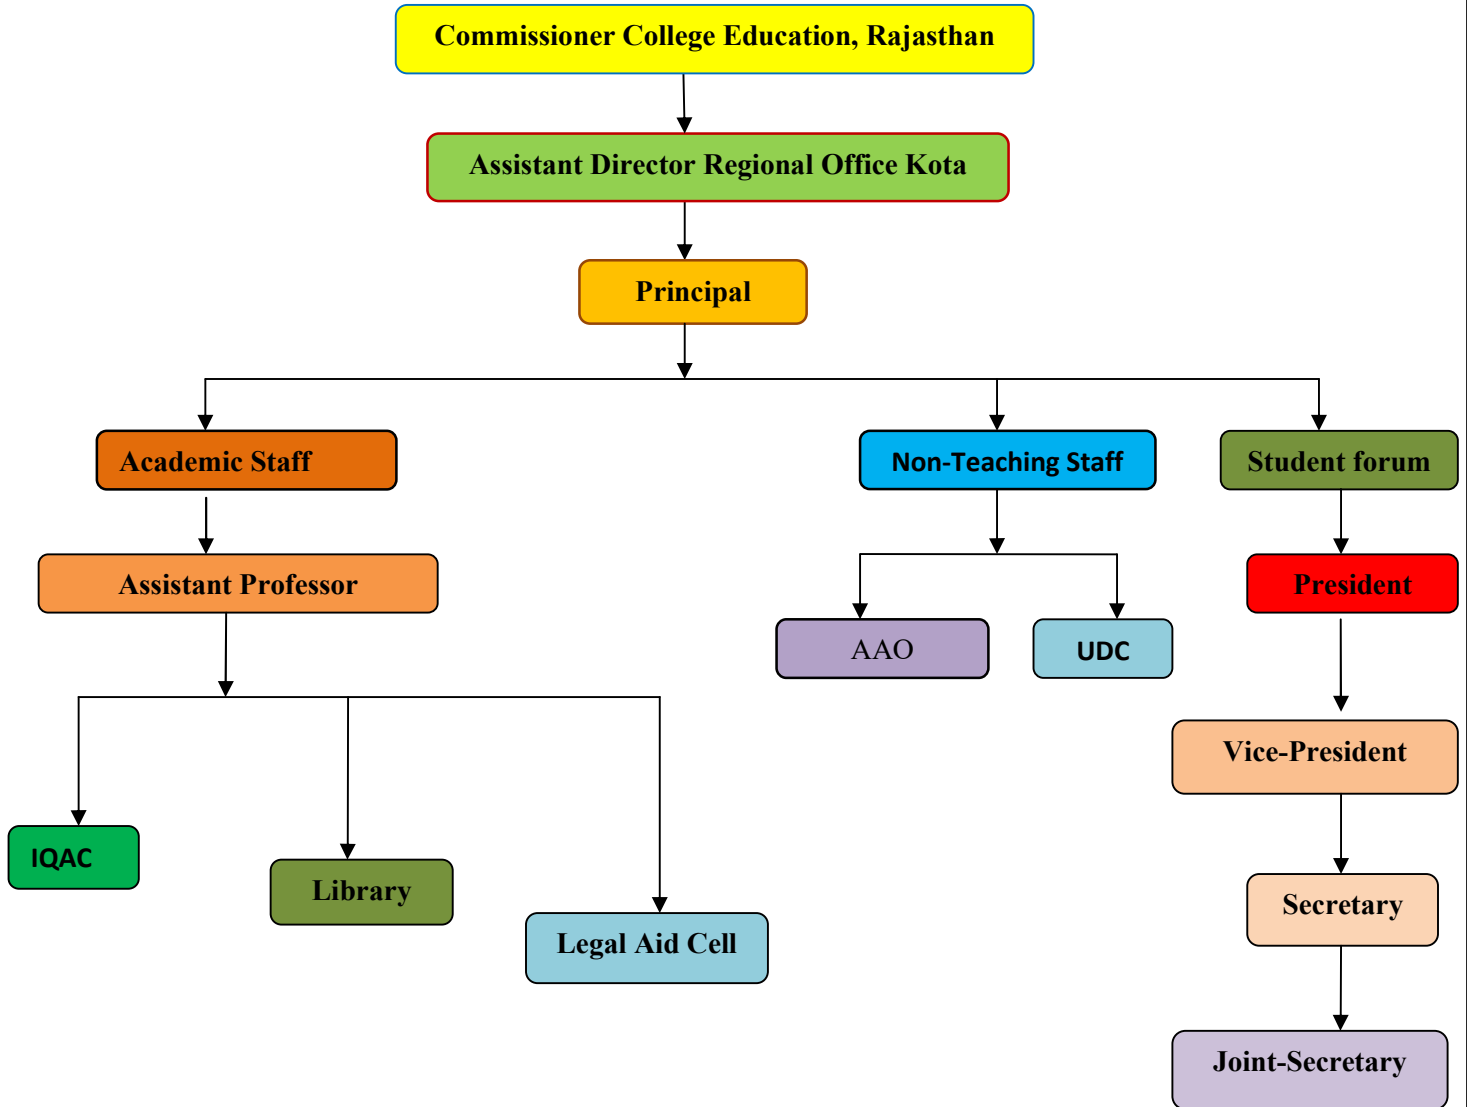 Commissioner College Education, Rajasthan
Assistant Director Regional Office Kota
Principal
Academic Staff
Non-Teaching Staff
Student forum
Assistant Professor
President
AAO
UDC
Vice-President
IQAC
Library
Secretary
Legal Aid Cell
Joint-Secretary